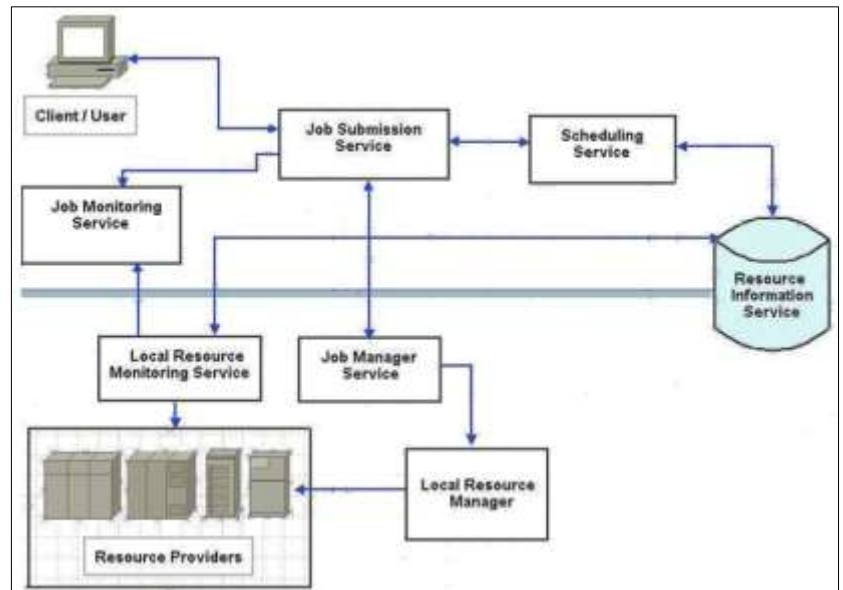 Client / User
Job Submission
Service
Scheduling
Service
Job Monitoring
Service
Resource
Information
Service
Local Resource
Monitoring Service
Job Manager
Service
Local Resource
Manager
Resource Providers